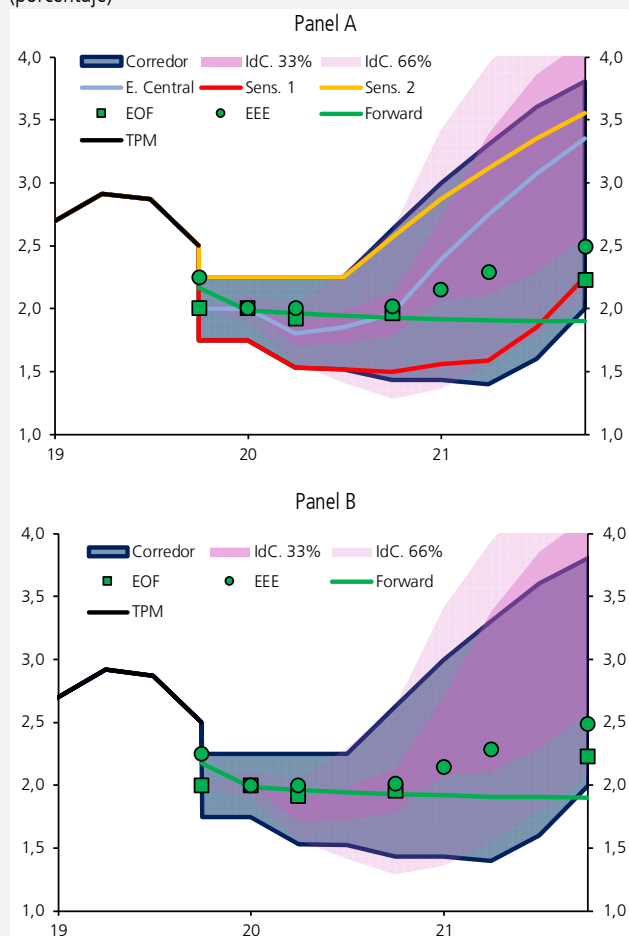 (porcentaje)
Panel A
4,0 4,0
Corredor IdC. 33% IdC. 66%
E. Central Sens. 1 Sens. 2
3,5 3,5
EOF EEE Forward
TPM
3,0 3,0
2,5 2,5
2,0 2,0
1,5 1,5
1,0 1,0
19 20 21
Panel B
4,0 4,0
Corredor IdC. 33% IdC. 66%
EOF EEE Forward
3,5 3,5
TPM
3,0 3,0
2,5 2,5
2,0 2,0
1,5 1,5
1,0 1,0
19 20 21